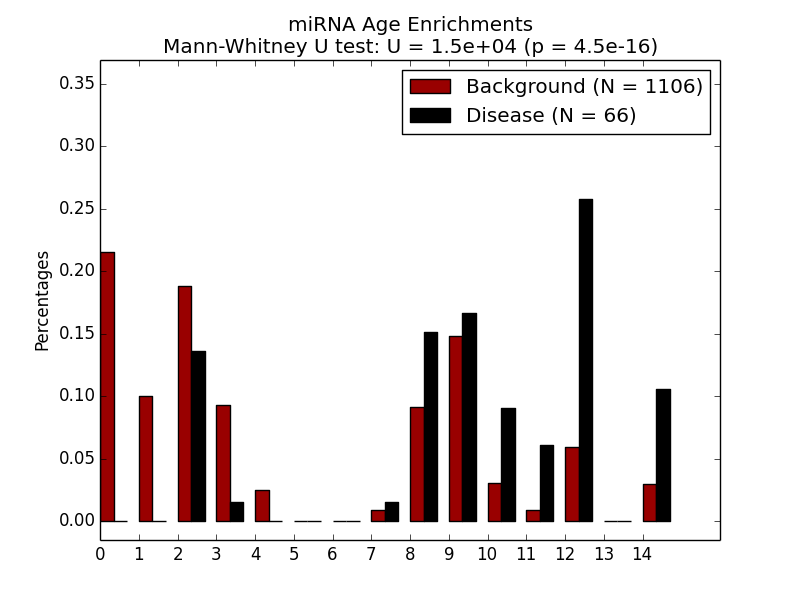 miRNA Age Enrichments
Mann-Whitney U test: U = 1.5e+04 (p = 4.5e-16)
Background (N = 1106)
Disease (N = 66)
Percentages
0.35
0.30
0.25
0.20
0.15
0.10
0.05
0.00
0 1 2 3 4 5 6 7 8 9 10 11 12 13 14